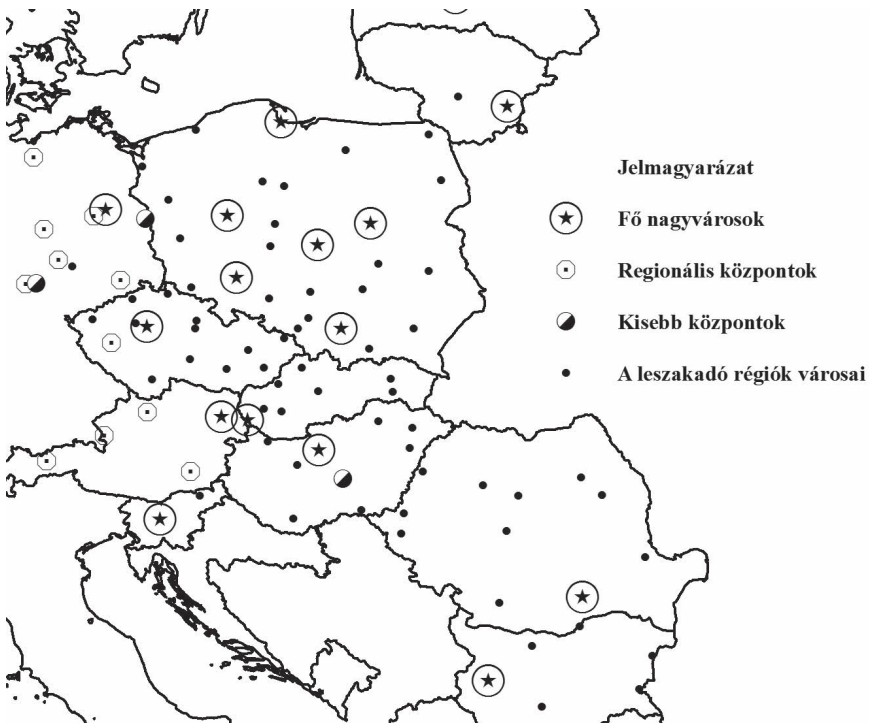 Jelmagyarázat
Fő nagyvárosok
Regionális központok
Kisebb központok
A leszakadó régiók városai